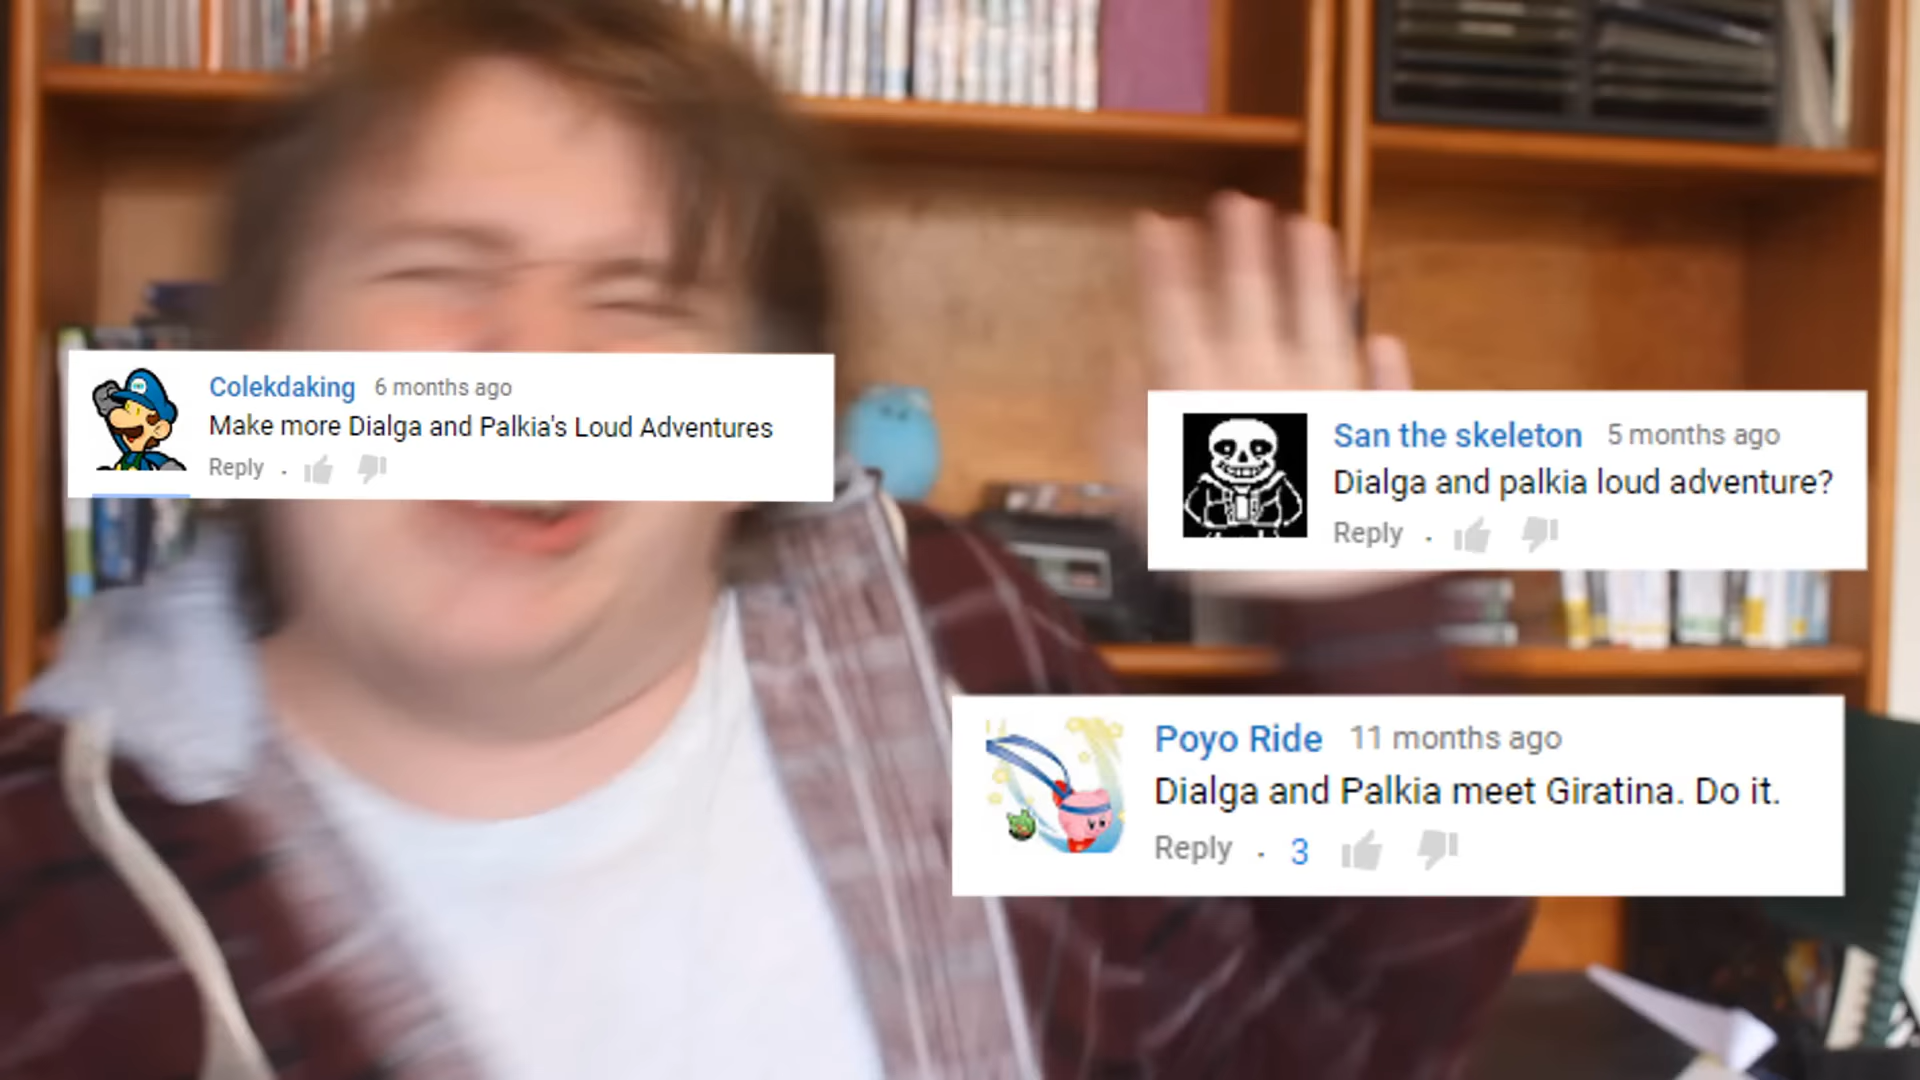 Colekdaking 6 months ago
Make more Dialga and Palkia's Loud Adventures
Reply .
San the skeleton 5 months ago
Dialga and palkia loud adventure?
Reply .
Poyo Ride 11 months ago
Dialga and Palkia meet Giratina. Do it.
Reply . 3